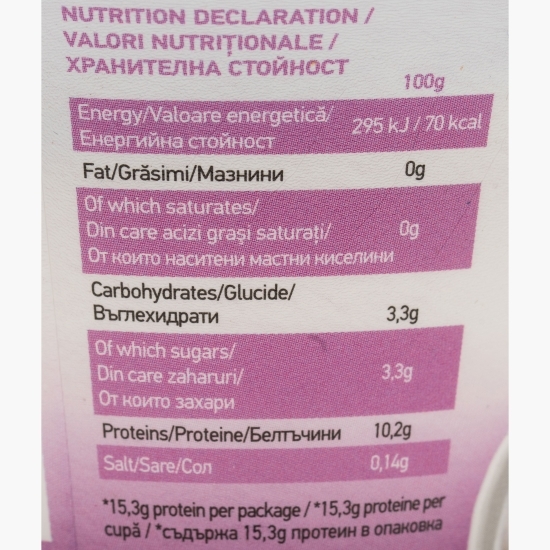 NUTRITION DECLARATION /
VALORI NUTRIȚIONALE /
ХРАНИТЕЛНА СТОЙНОСТ
100g
Energy/Valoare energetică/
Енергийна стойност
295 kJ / 70 kcal
Fat/Grăsimi/Мазнини 0g
Of which saturates/
Din care acizi grași saturați/ 0g
От които наситени мастни киселини
Carbohydrates/Glucide/
Въглехидрати 3,3g
Of which sugars/
Din care zaharuri/ 3,3g
От които захари
Proteins/Proteine/Белтъчини 10,2g
Salt/Sare/Сол 0,14g
*15,3g protein per package / *15,3g proteine per
cupă / *съдържа 15,3g протеин в опаковка